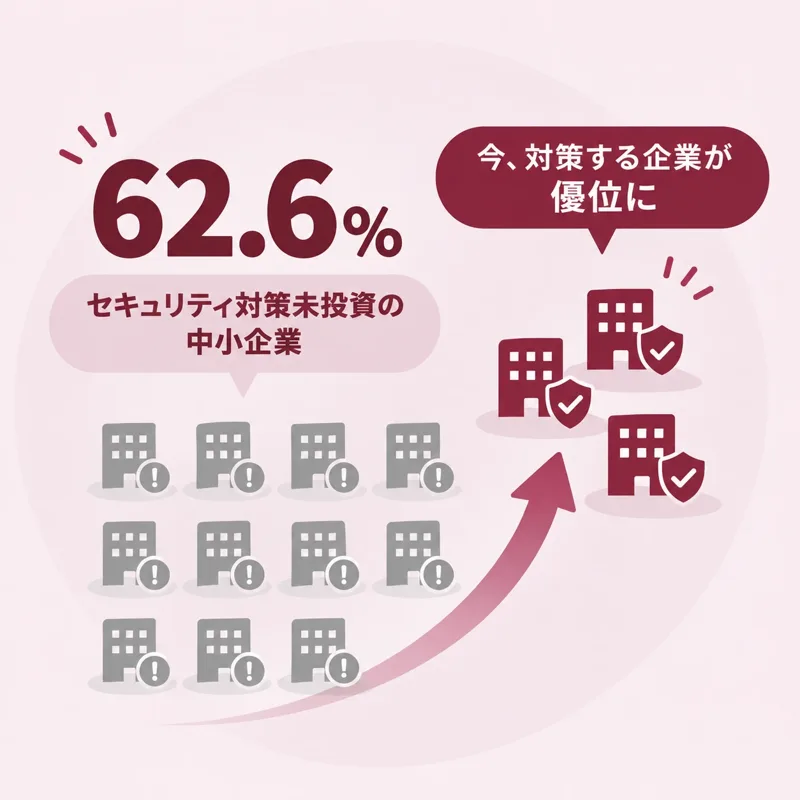 62.6%
セキュリティ対策未投資の
中小企業
今、対策する企業が
優位に